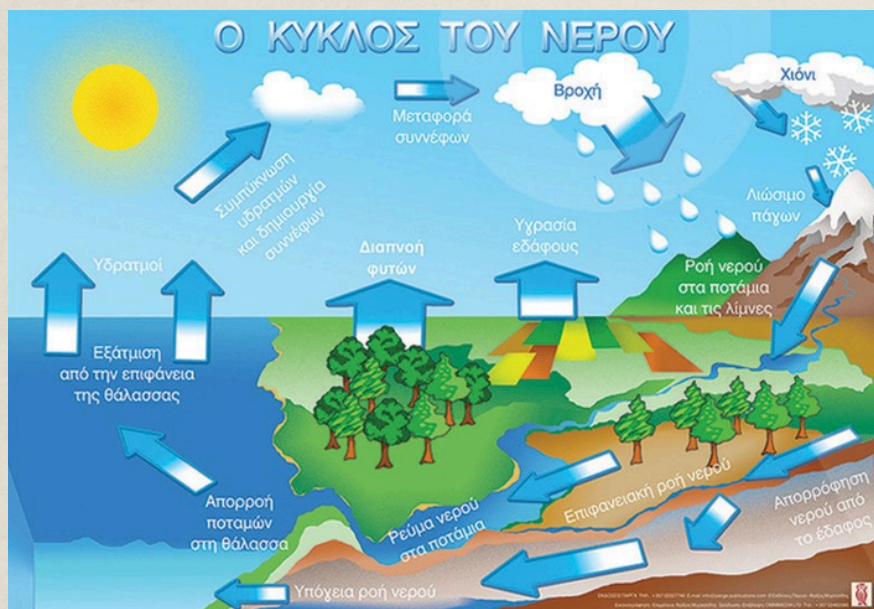 Ο ΚΥΚΛΟΣ ΤΟΥ ΝΕΡΟΥ
Μεταφορά
συννέφων
Βροχή
Χιόνι
Συμπύκνωση
υδρατμών
και δημιουργία
συννέφων
Λιώσιμο
πάγων
Υδρατμοί
Διαπνοή
φυτών
Υγρασία
εδάφους
Ροή νερού
στα ποτάμια
και τις λίμνες
Εξάτμιση
από την επιφάνεια
της θάλασσας
Απορροή
ποταμών
στη θάλασσα
Ρεύμα νερού
στα ποτάμια
Επιφανειακή ροή νερού
Απορρόφηση
νερού από
το έδαφος
Υπόγεια ροή νερού